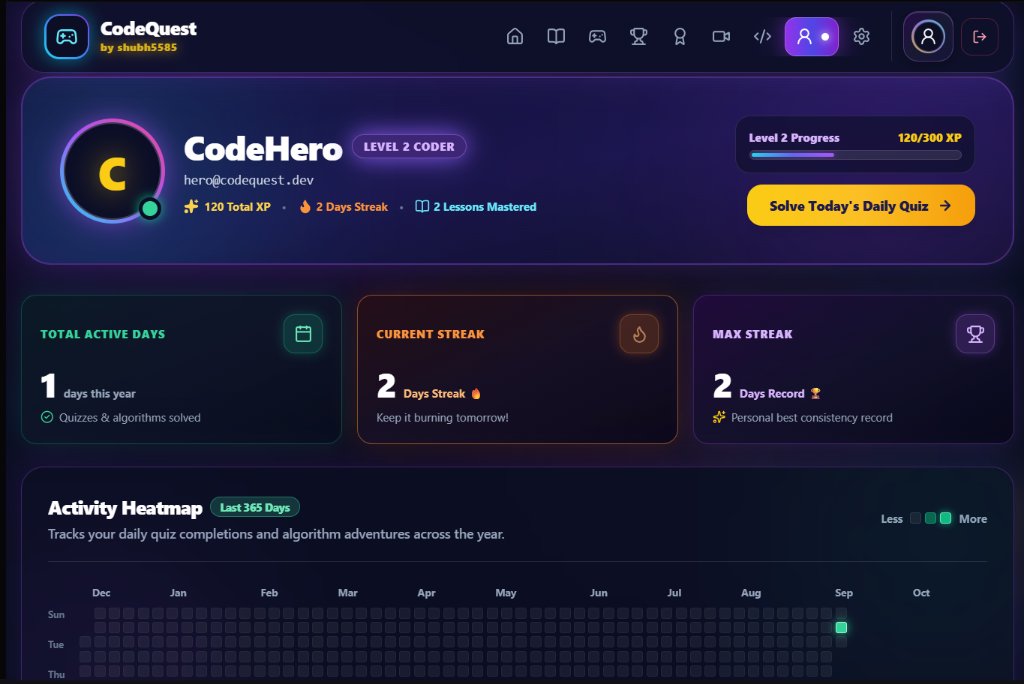 CodeQuest
by shubh5585
CodeHero
LEVEL 2 CODER
hero@codequest.dev
120 Total XP • 2 Days Streak • 2 Lessons Mastered
C
Level 2 Progress 120/300 XP
Solve Today's Daily Quiz →
TOTAL ACTIVE DAYS
1 days this year
Quizzes & algorithms solved
CURRENT STREAK
2 Days Streak 🔥
Keep it burning tomorrow!
MAX STREAK
2 Days Record 🏆
Personal best consistency record
Activity Heatmap
Last 365 Days
Tracks your daily quiz completions and algorithm adventures across the year.
Less More
Dec Jan Feb Mar Apr May Jun Jul Aug Sep Oct
Sun
Tue
Thu